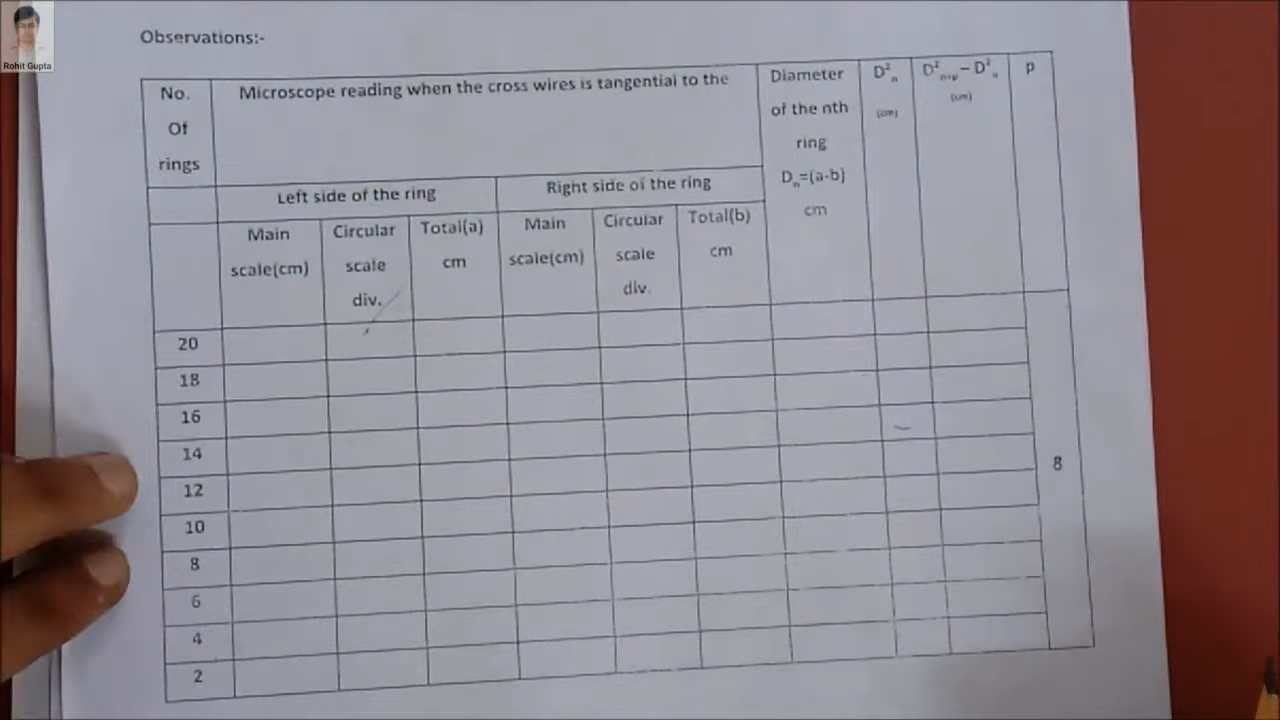 Rohit Gupta
Observations:-
No.
Of
rings
Microscope reading when the cross wires is tangential to the
Diameter
of the nth
ring
Dₙ=(a-b)
cm
D²ₙ
(cm)
D²ₙ₊ₚ – D²ₙ
(cm)
p
Left side of the ring
Right side of the ring
Main
scale(cm)
Circular
scale
div.
Total(a)
cm
Main
scale(cm)
Circular
scale
div.
Total(b)
cm
20
18
16
14
12
10
8
6
4
2
8